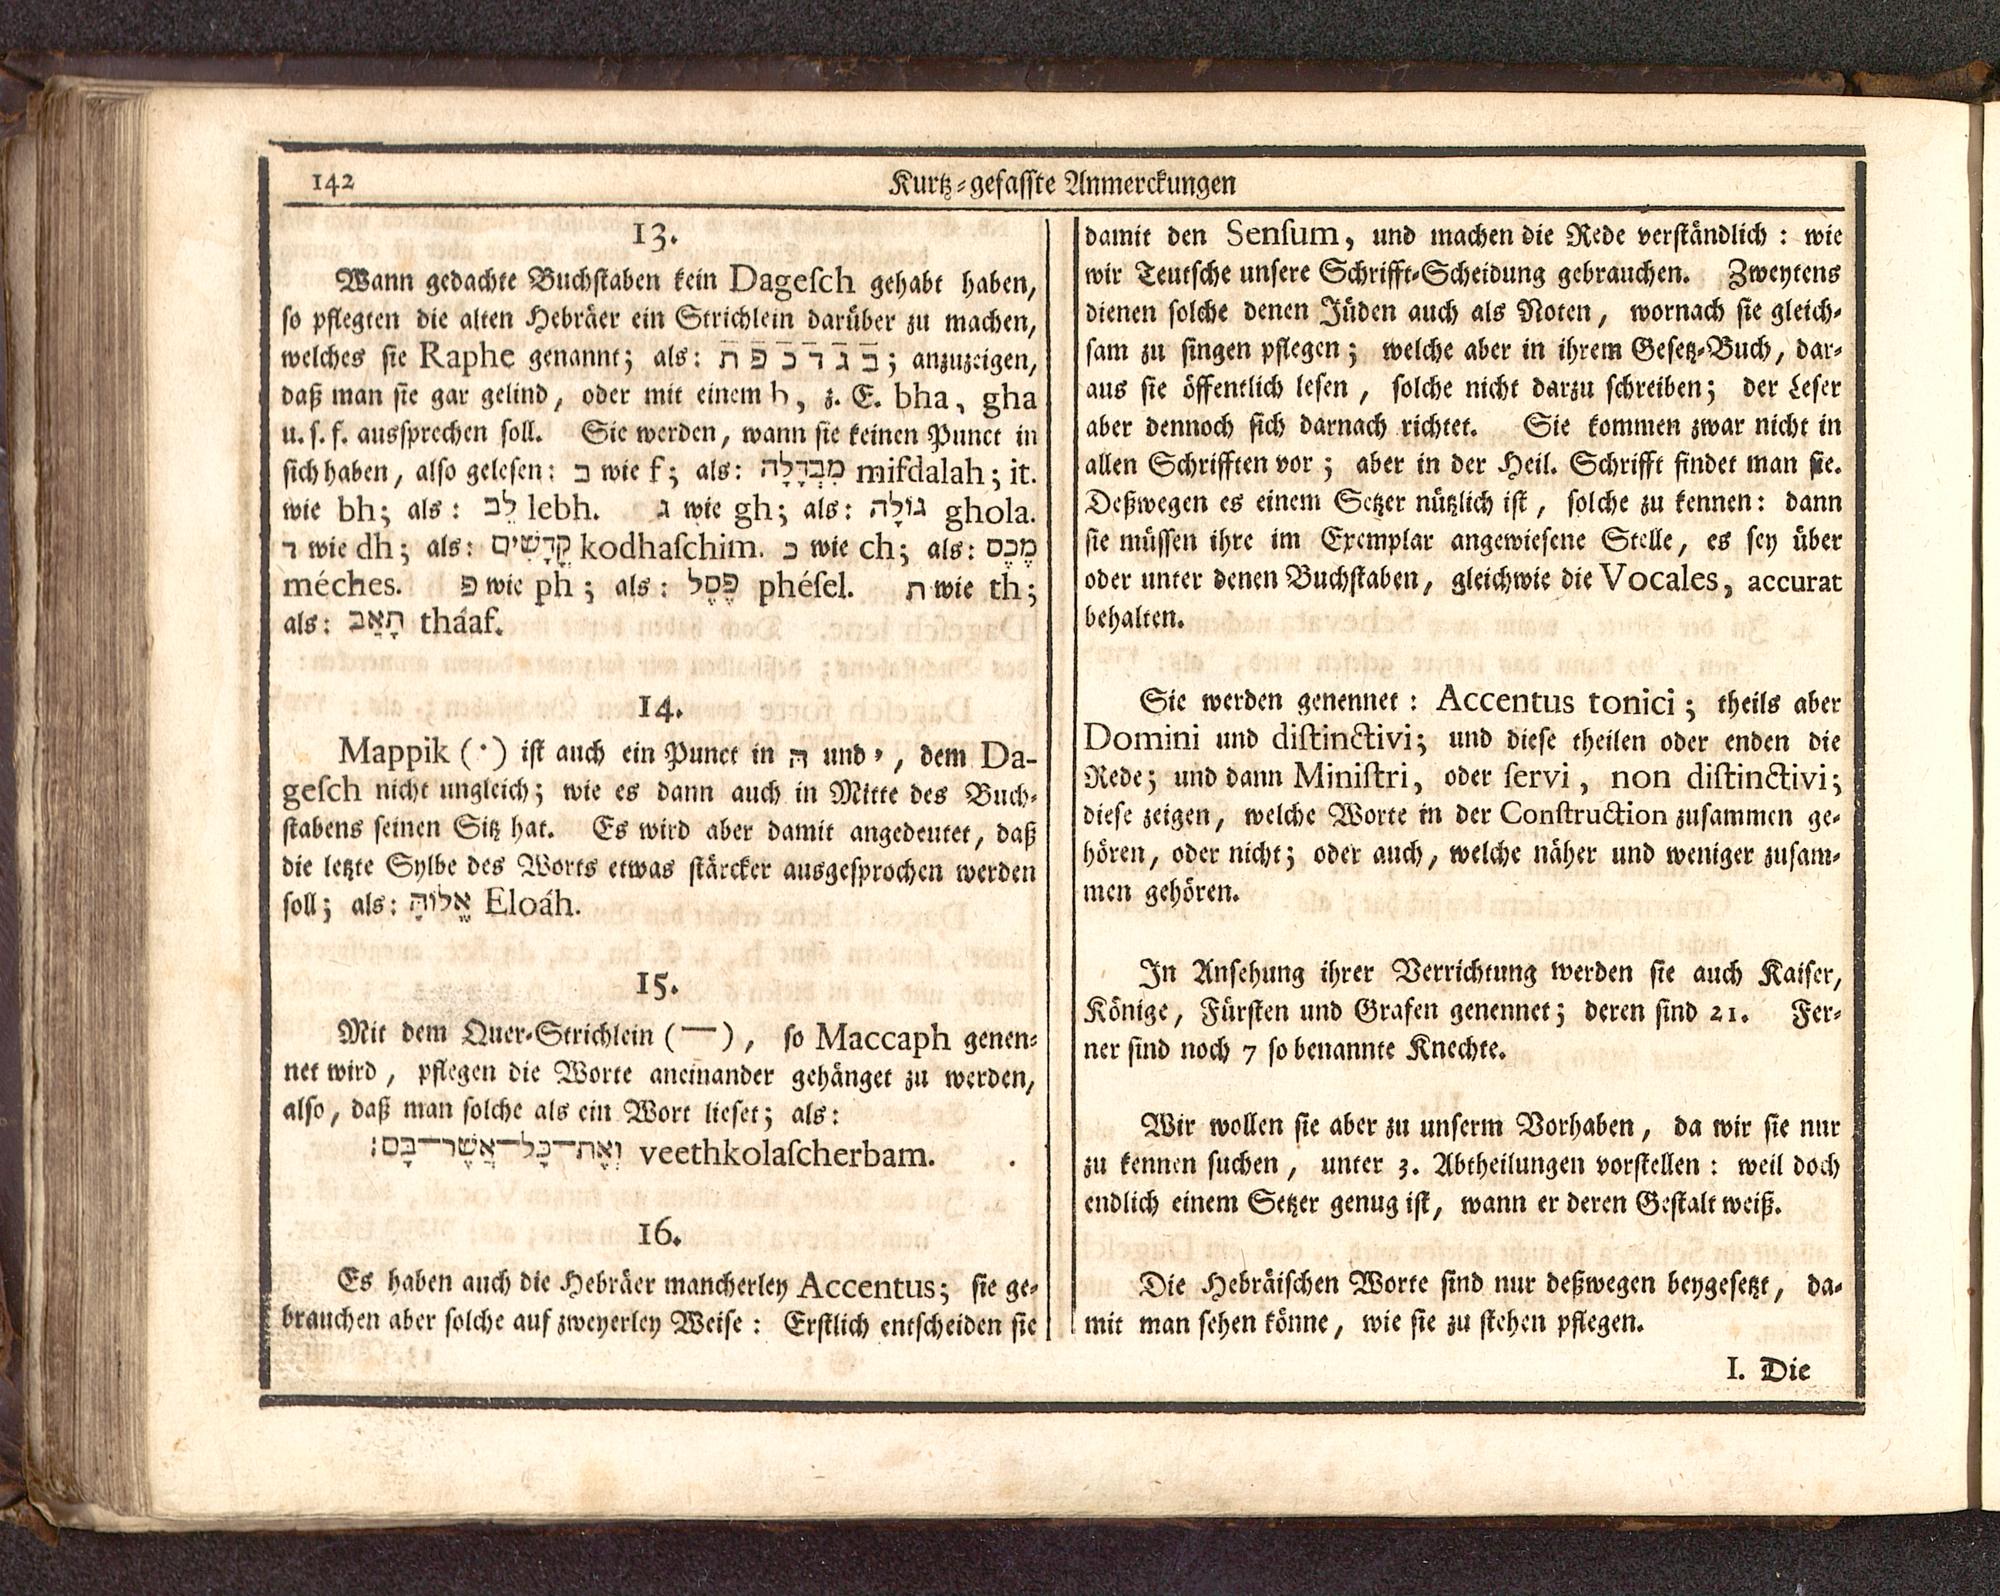 142
Kurtz-gefasste Anmerckungen
13.
Wann gedachte Buchstaben kein Dagesch gehabt haben,
so pflegten die alten Hebräer ein Strichlein darüber zu machen,
welches sie Raphe genannt; als: בֿ גֿ דֿ כֿ פֿ תֿ; anzuzeigen,
daß man sie gar gelind, oder mit einem h, z. E. bha, gha
u. s. f. aussprechen soll. Sie werden, wann sie keinen Punct in
sich haben, also gelesen: ב wie f; als: מִבְדָלָה mifdalah; it.
wie bh; als: לֵב lebh. ג wie gh; als: גוֹלָה ghola.
ד wie dh; als: קָדָשִׁים kodhaschim. כ wie ch; als: מֶכֶס
méches. פ wie ph; als: פֶסֶל phésel. ת wie th;
als: תָאַב tháaf.
14.
Mappik (·) ist auch ein Punct in ה und י, dem Da-
gesch nicht ungleich; wie es dann auch in Mitte des Buch-
stabens seinen Sitz hat. Es wird aber damit angedeutet, daß
die letzte Sylbe des Worts etwas stärcker ausgesprochen werden
soll; als: אֱלוֹהָ Eloáh.
15.
Mit dem Quer-Strichlein (—), so Maccaph genen-
net wird, pflegen die Worte aneinander gehänget zu werden,
also, daß man solche als ein Wort lieset; als:
וְאֶת־כָּל־אֲשֶׁר־בָּם׃ veethkolascherbam.
16.
Es haben auch die Hebräer mancherley Accentus; sie ge-
brauchen aber solche auf zweyerley Weise: Erstlich entscheiden sie
damit den Sensum, und machen die Rede verständlich: wie
wir Teutsche unsere Schrifft-Scheidung gebrauchen. Zweytens
dienen solche denen Jüden auch als Noten, wornach sie gleich-
sam zu singen pflegen; welche aber in ihrem Gesetz-Buch, dar-
aus sie öffentlich lesen, solche nicht darzu schreiben; der Leser
aber dennoch sich darnach richtet. Sie kommen zwar nicht in
allen Schrifften vor; aber in der Heil. Schrifft findet man sie.
Deßwegen es einem Setzer nützlich ist, solche zu kennen: dann
sie müssen ihre im Exemplar angewiesene Stelle, es sey über
oder unter denen Buchstaben, gleichwie die Vocales, accurat
behalten.
Sie werden genennet: Accentus tonici; theils aber
Domini und distinctivi; und diese theilen oder enden die
Rede; und dann Ministri, oder servi, non distinctivi;
diese zeigen, welche Worte in der Construction zusammen ge-
hören, oder nicht; oder auch, welche näher und weniger zusam-
men gehören.
In Ansehung ihrer Verrichtung werden sie auch Kaiser,
Könige, Fürsten und Grafen genennet; deren sind 21. Fer-
ner sind noch 7 so benannte Knechte.
Wir wollen sie aber zu unserm Vorhaben, da wir sie nur
zu kennen suchen, unter 3. Abtheilungen vorstellen: weil doch
endlich einem Setzer genug ist, wann er deren Gestalt weiß.
Die Hebräischen Worte sind nur deßwegen beygesetzt, da-
mit man sehen könne, wie sie zu stehen pflegen.
I. Die